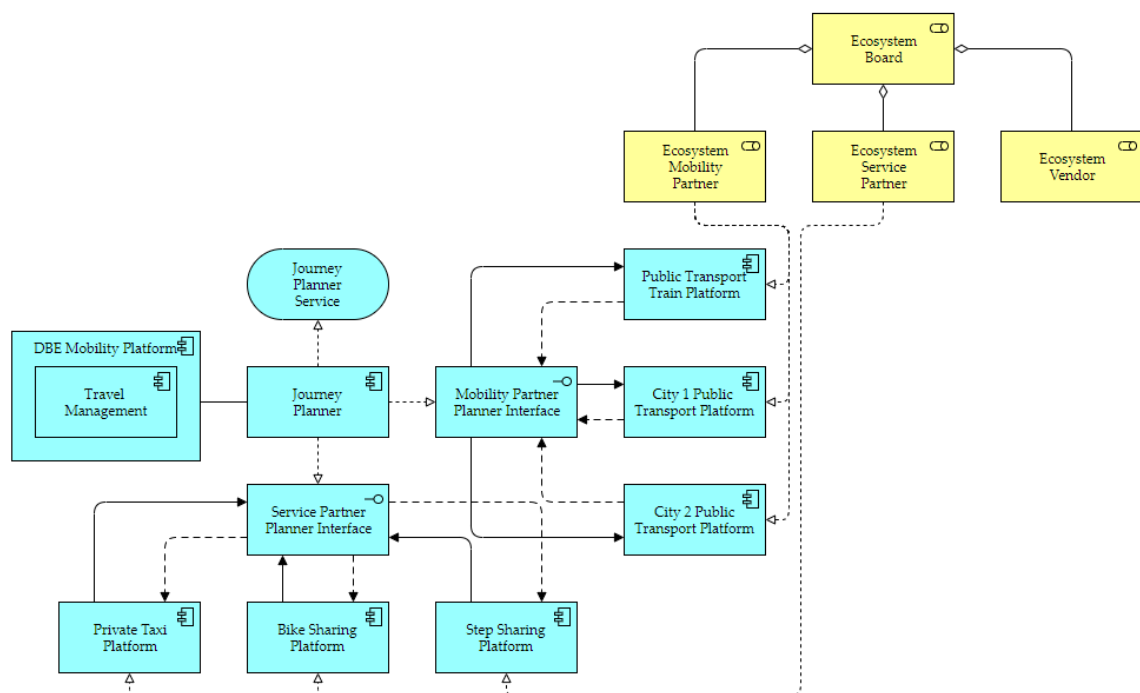 Ecosystem
Board
Ecosystem
Mobility
Partner
Ecosystem
Service
Partner
Ecosystem
Vendor
Journey
Planner
Service
Public Transport
Train Platform
DBE Mobility Platform
Travel
Management
Journey
Planner
Mobility Partner
Planner Interface
City 1 Public
Transport Platform
Service Partner
Planner Interface
City 2 Public
Transport Platform
Private Taxi
Platform
Bike Sharing
Platform
Step Sharing
Platform